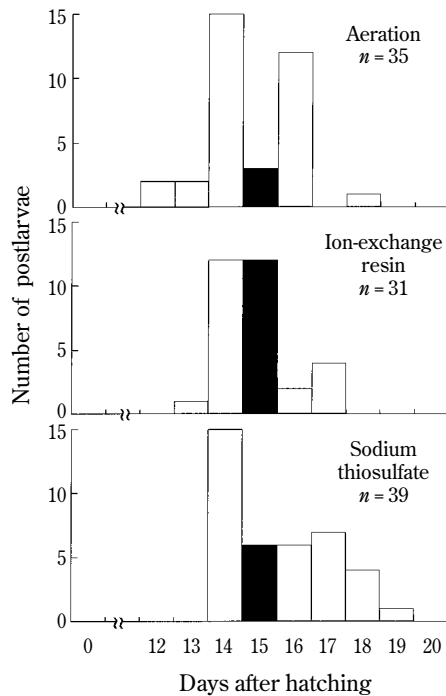 15
10
5
0
Aeration
n = 35
15
10
5
0
Ion-exchange
resin
n = 31
15
10
5
0
Sodium
thiosulfate
n = 39
Number of postlarvae
0 12 13 14 15 16 17 18 19 20
Days after hatching